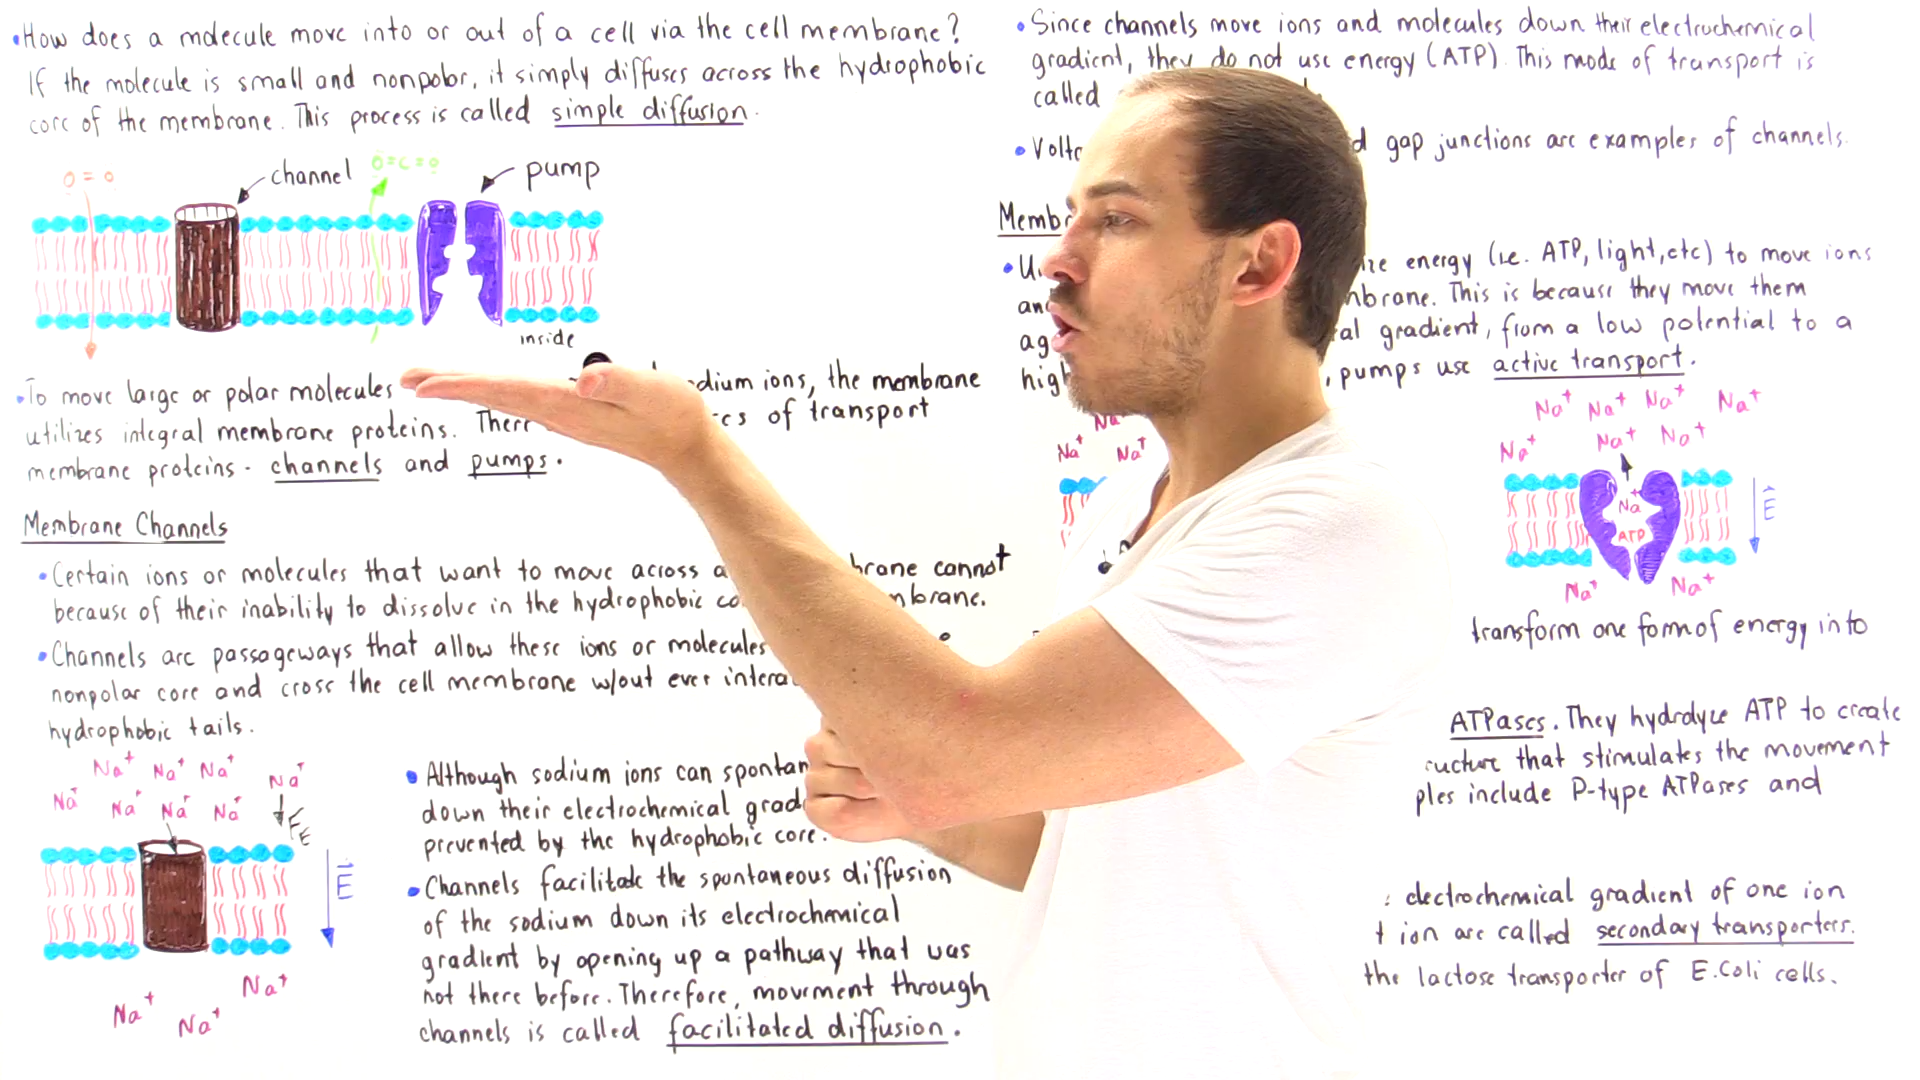 •How does a molecule move into or out of a cell via the cell membrane?
If the molecule is small and nonpolar, it simply diffuses across the hydrophobic
core of the membrane. This process is called simple diffusion.
O=O
channel
O=C=O
pump
inside
•To move large or polar molecules dium ions, the membrane
utilizes integral membrane proteins. of transport
membrane proteins - channels and pumps.
Membrane Channels
•Certain ions or molecules that want to move across a brane cannot
because of their inability to dissolve in the hydrophobic co mbrane.
•Channels are passageways that allow these ions or molecules
nonpolar core and cross the cell membrane w/out ever intera
hydrophobic tails.
Na+ Na+ Na+ Na+
Na+ Na+ Na+ Na+
FE
E
Na+
Na+ Na+
•Although sodium ions can spontan
down their electrochemical grad
prevented by the hydrophobic core.
•Channels facilitate the spontaneous diffusion
of the sodium down its electrochemical
gradient by opening up a pathway that was
not there before. Therefore, movement through
channels is called facilitated diffusion.
•Since channels move ions and molecules down their electrochemical
gradient, they do not use energy (ATP). This mode of transport is
called
•Volt d gap junctions are examples of channels.
Membr
•U ize energy (i.e. ATP, light, etc) to move ions
and mbrane. This is because they move them
ag al gradient, from a low potential to a
high , pumps use active transport.
Na+
Na+ Na+
Na+ Na+ Na+ Na+
Na+ Na+ Na+
Na+
ATP
E
Na+ Na+
transform one form of energy into
ATPases. They hydrolyze ATP to create
ructure that stimulates the movement
ples include P-type ATPases and
electrochemical gradient of one ion
t ion are called secondary transporters.
the lactose transporter of E.Coli cells.